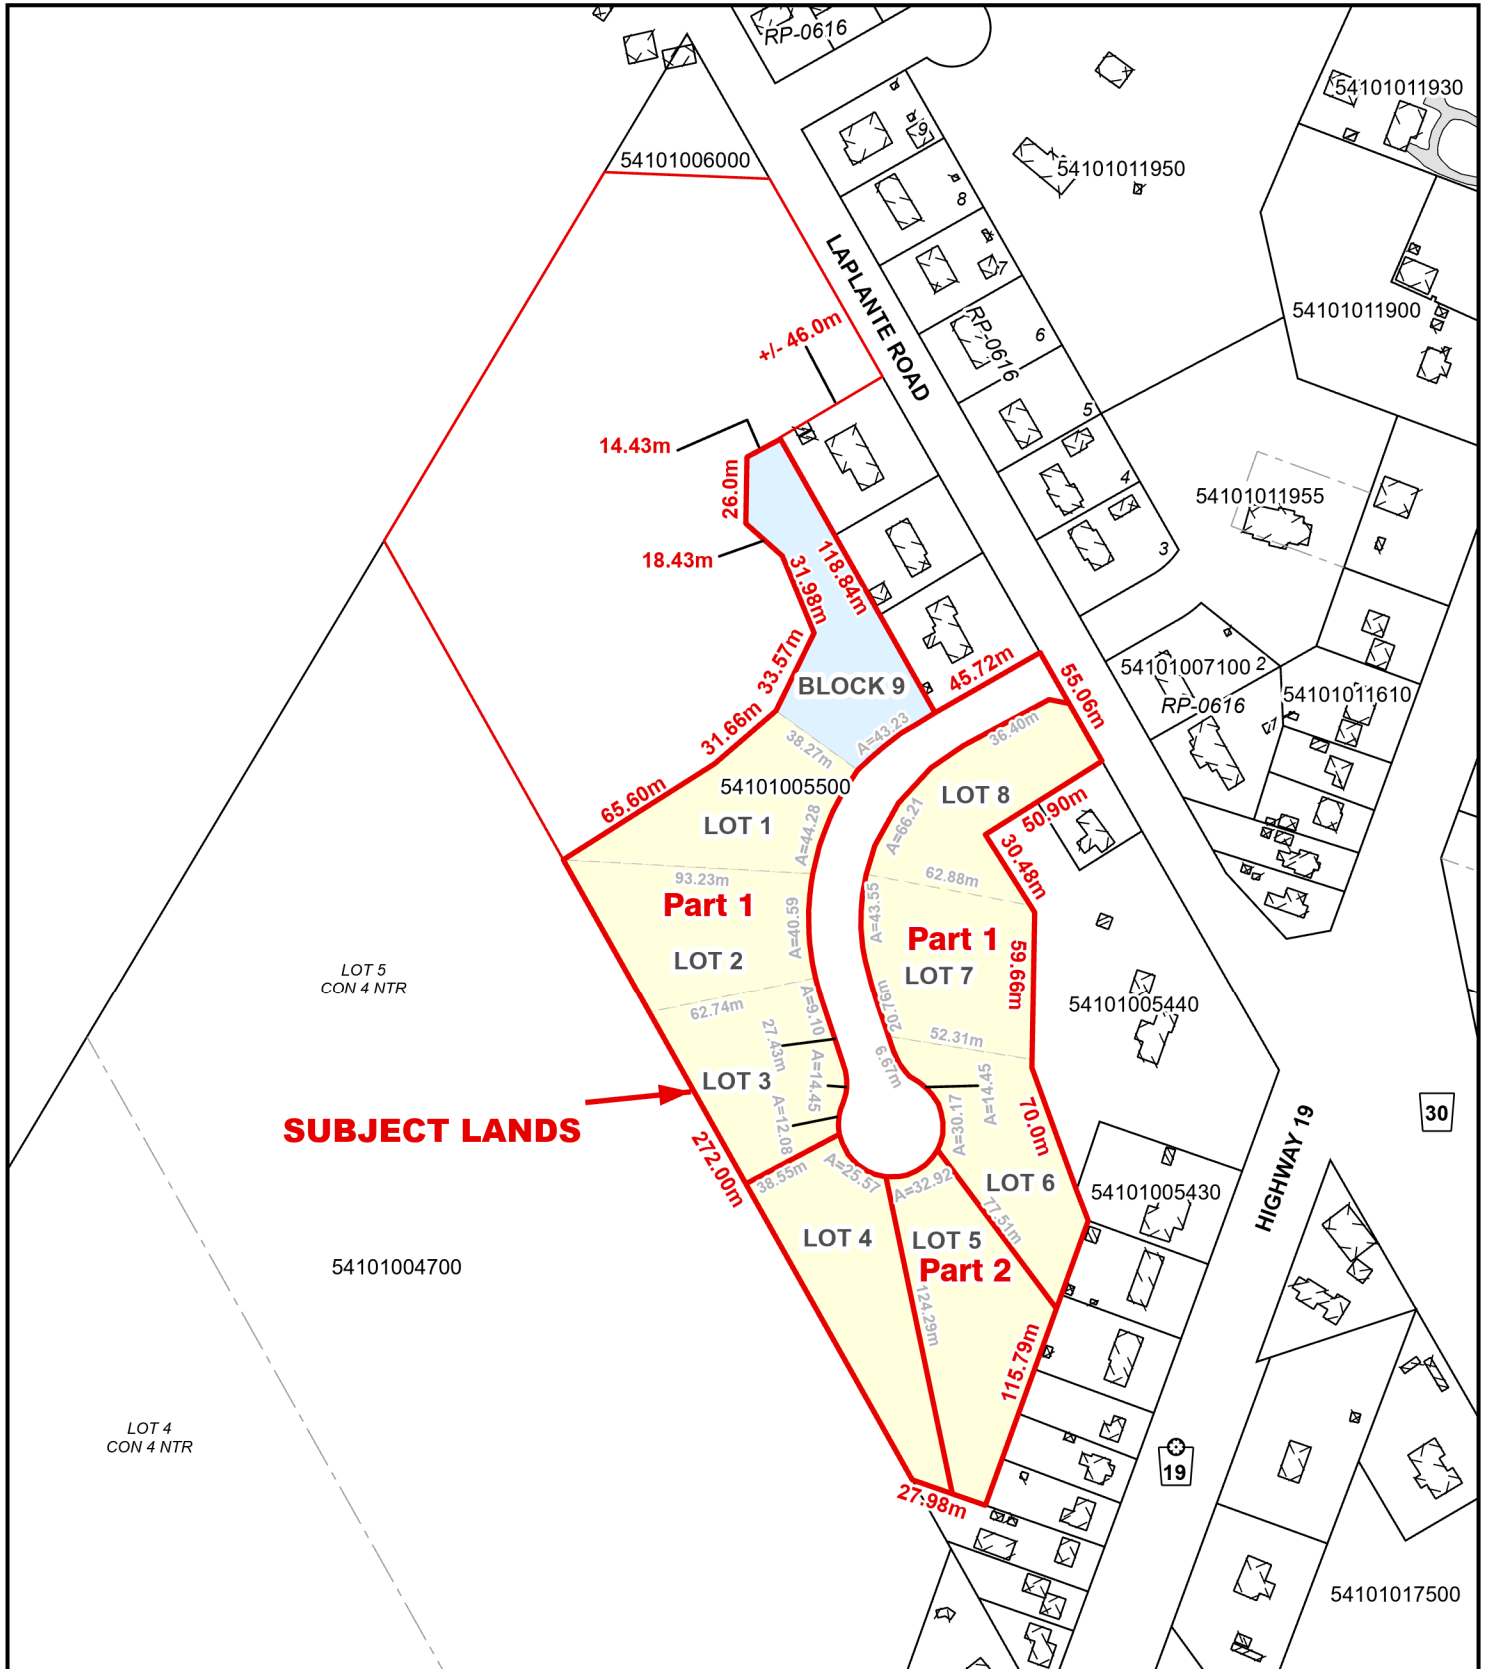 RP-0616
54101011930
54101006000
54101011950
9
8
7
6
5
4
3
2
1
LAPLANTE ROAD
RP-0616
54101011900
+/- 46.0m
14.43m
26.0m
18.43m
31.98m
118.84m
54101011955
33.57m
BLOCK 9
45.72m
55.06m
54101007100
RP-0616
54101011610
31.66m
38.27m
A=43.23
36.40m
65.60m
54101005500
LOT 1
A=44.28
A=66.21
LOT 8
50.90m
30.48m
93.23m
62.88m
Part 1
LOT 2
A=40.59
A=43.55
Part 1
LOT 7
59.66m
LOT 5
CON 4 NTR
62.74m
A=9.10
20.76m
52.31m
54101005440
27.43m
A=14.45
6.67m
LOT 3
A=12.08
A=14.45
A=30.17
70.0m
SUBJECT LANDS
272.00m
38.55m
A=25.57
A=32.92
LOT 6
77.51m
54101005430
HIGHWAY 19
30
LOT 4
LOT 5
Part 2
124.29m
115.79m
54101004700
LOT 4
CON 4 NTR
27.98m
19
54101017500